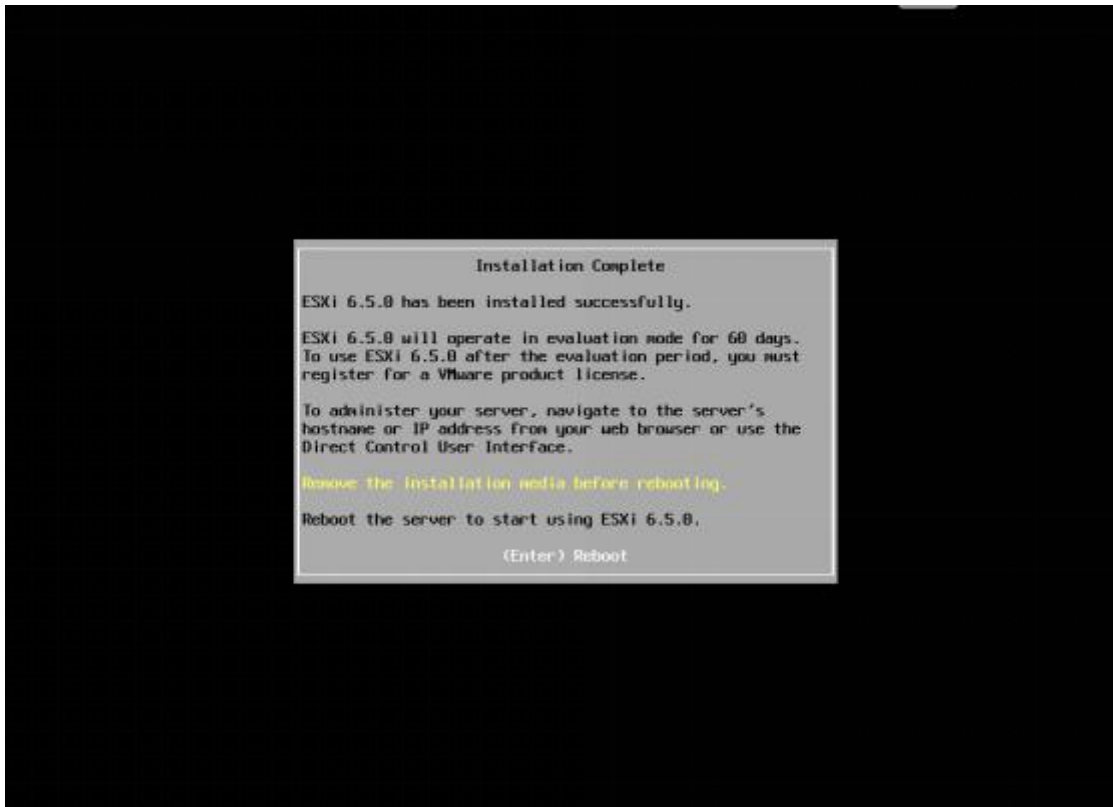 Installation Complete
ESXi 6.5.0 has been installed successfully.
ESXi 6.5.0 will operate in evaluation mode for 60 days.
To use ESXi 6.5.0 after the evaluation period, you must
register for a VMware product license.
To administer your server, navigate to the server's
hostname or IP address from your web browser or use the
Direct Control User Interface.
Remove the installation media before rebooting.
Reboot the server to start using ESXi 6.5.0.
(Enter) Reboot